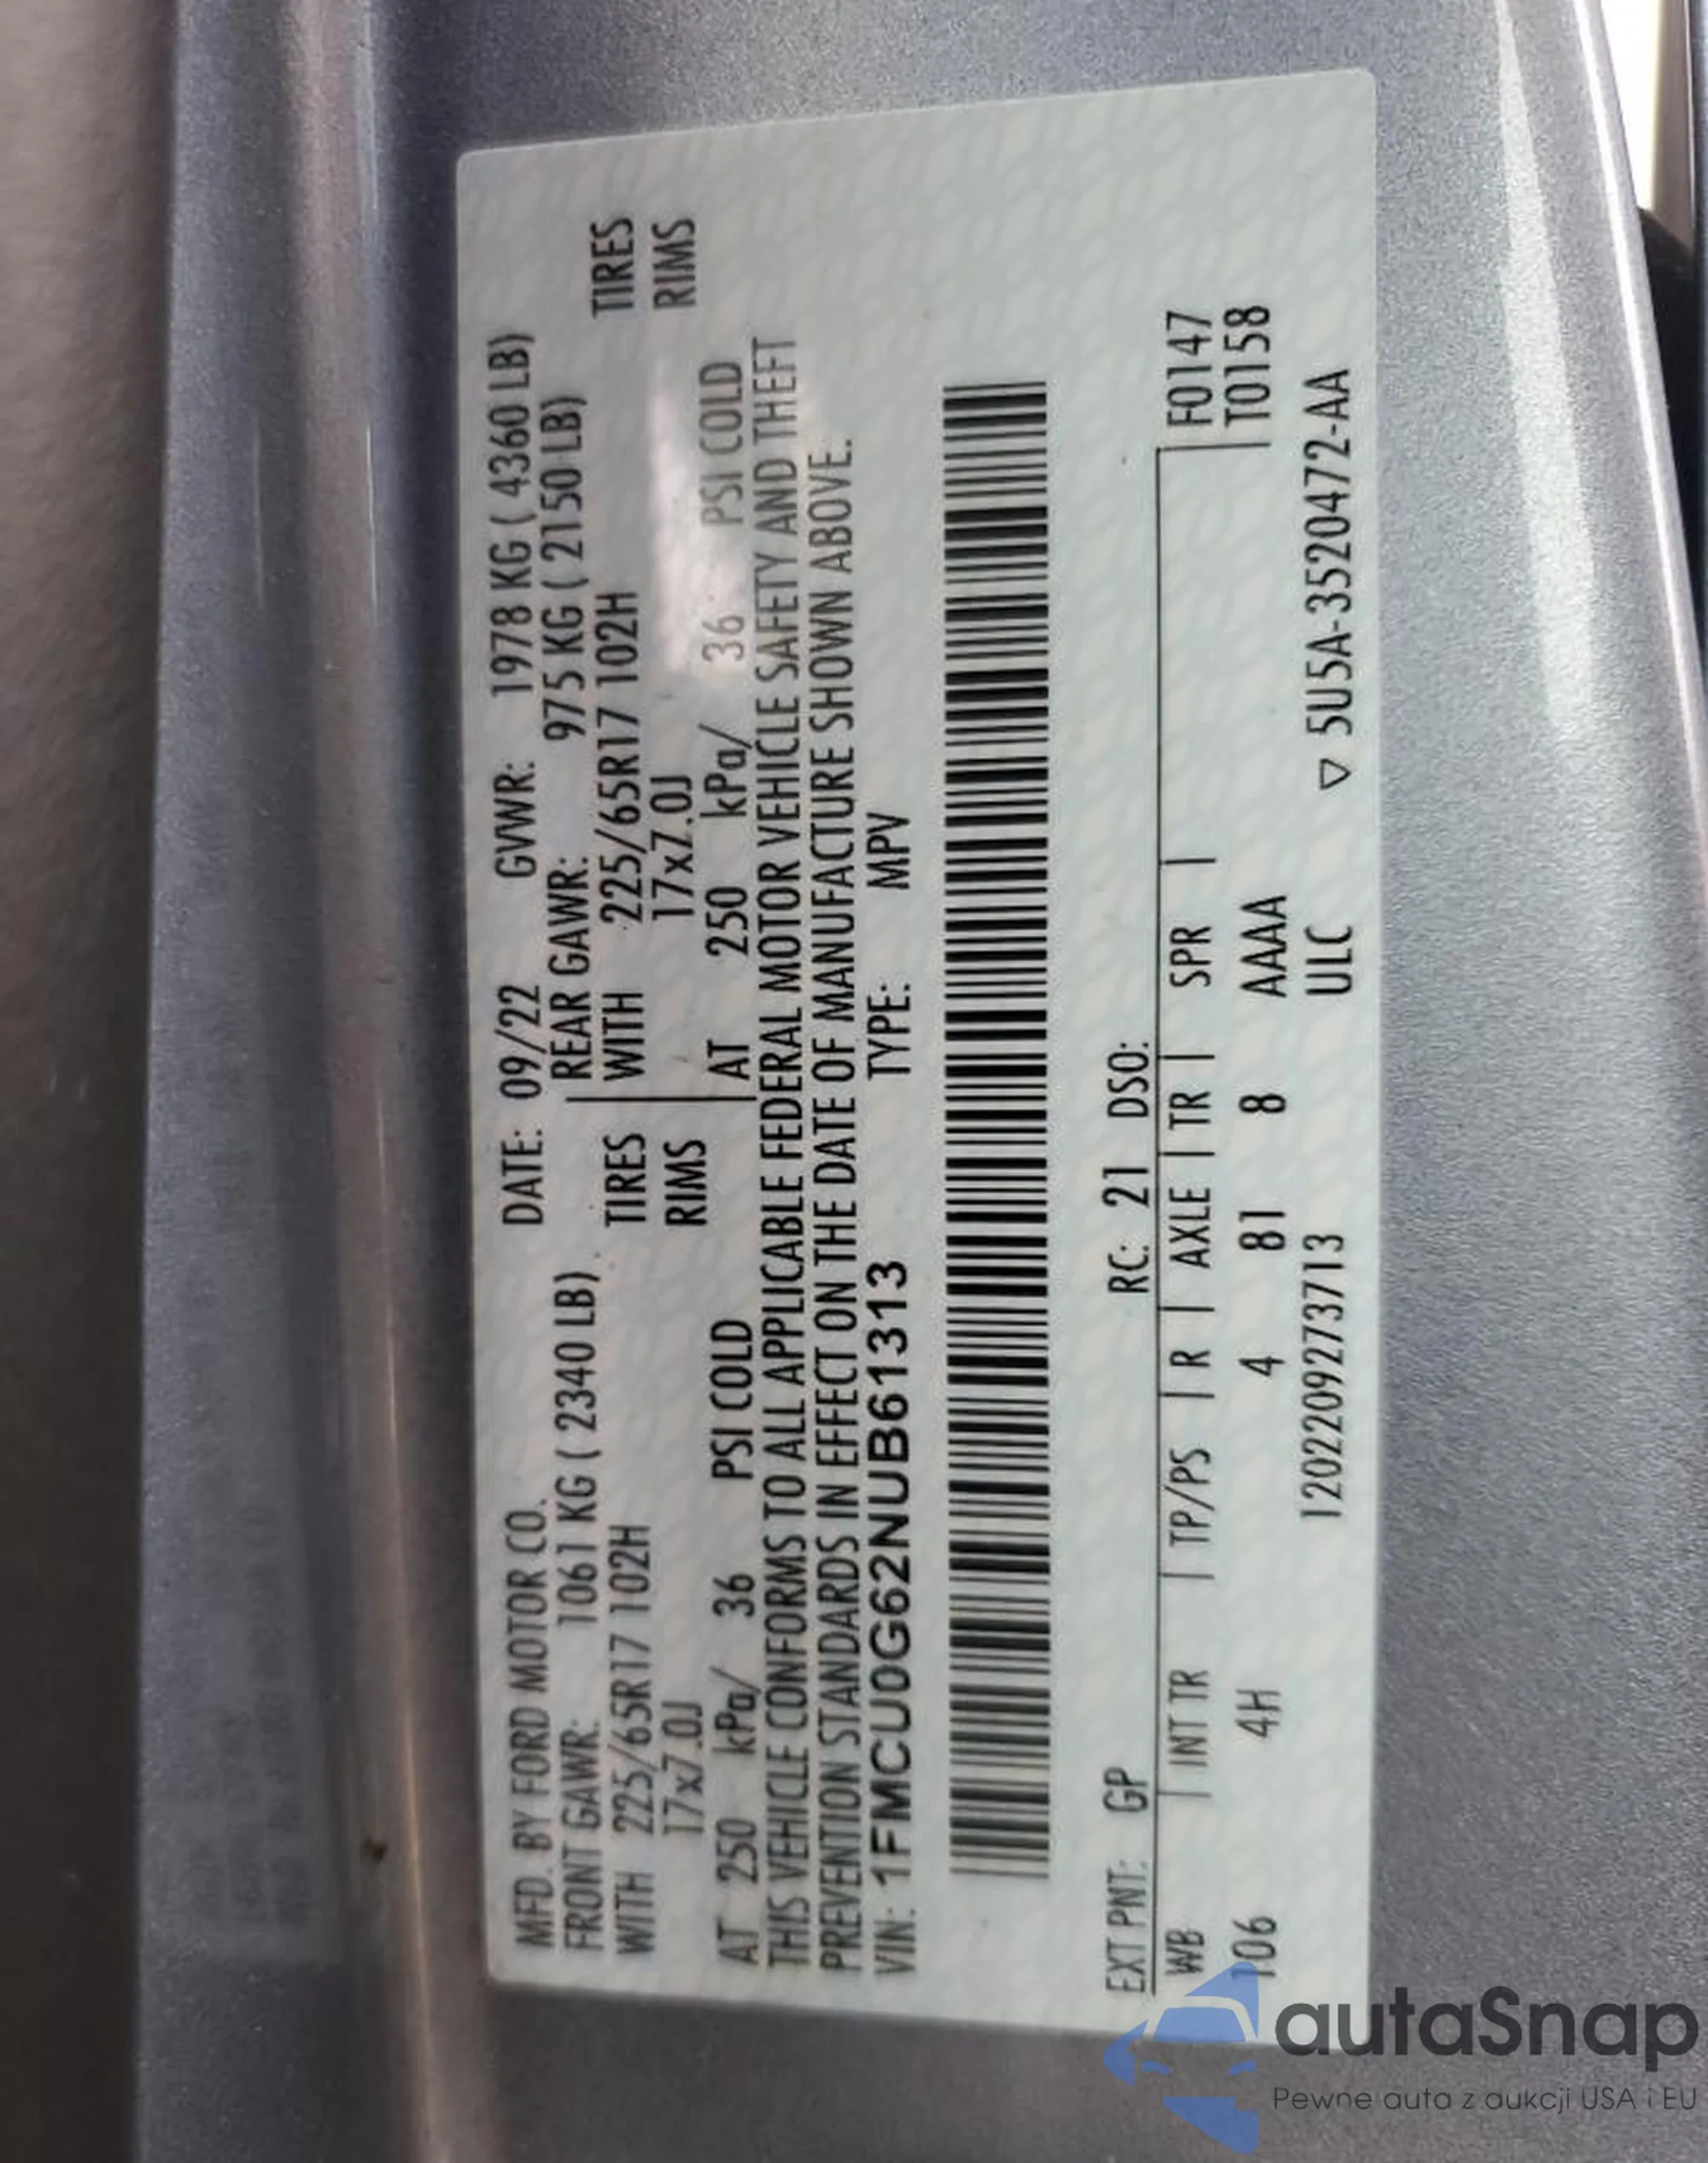 MFD. BY FORD MOTOR CO. DATE: 09/22 GVWR: 1978 KG ( 4360 LB)
FRONT GAWR: 1061 KG ( 2340 LB) REAR GAWR: 975 KG ( 2150 LB)
WITH 225/65R17 102H TIRES WITH 225/65R17 102H TIRES
17x7.0J RIMS 17x7.0J RIMS
AT 250 kPa/ 36 PSI COLD AT 250 kPa/ 36 PSI COLD
THIS VEHICLE CONFORMS TO ALL APPLICABLE FEDERAL MOTOR VEHICLE SAFETY AND THEFT
PREVENTION STANDARDS IN EFFECT ON THE DATE OF MANUFACTURE SHOWN ABOVE.
VIN: 1FMCU0G62NUB61313 TYPE: MPV
EXT PNT: GP RC: 21 DSO:
WB | INT TR | TP/PS | R | AXLE | TR | SPR | F0147
106 4H 4 81 8 AAAA T0158
12022092737​13 ULC ▽ 5U5A-3520472-AA
autaSnap
Pewne auta z aukcji USA i EU